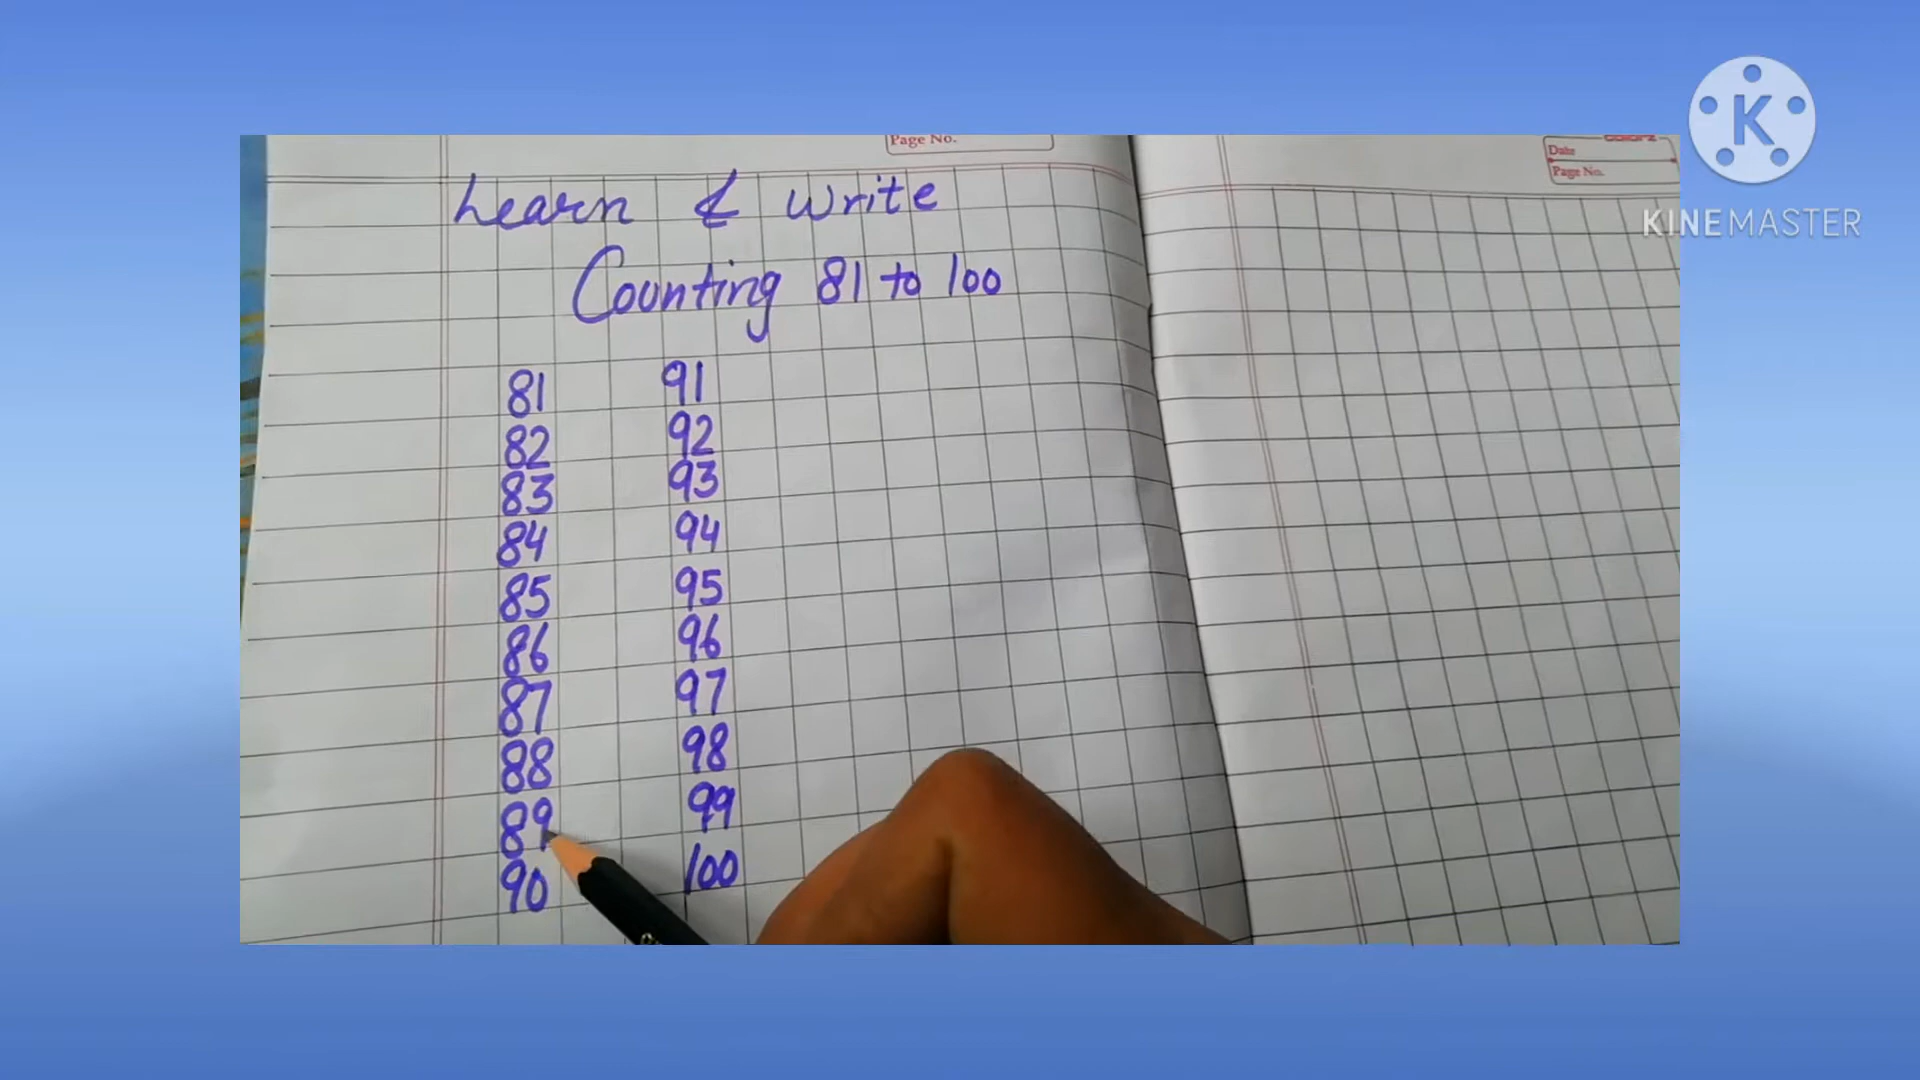 Page No.
Date
Page No.
K
KINEMASTER
Learn & Write
Counting 81 to 100
81 91
82 92
83 93
84 94
85 95
86 96
87 97
88 98
89 99
90 100